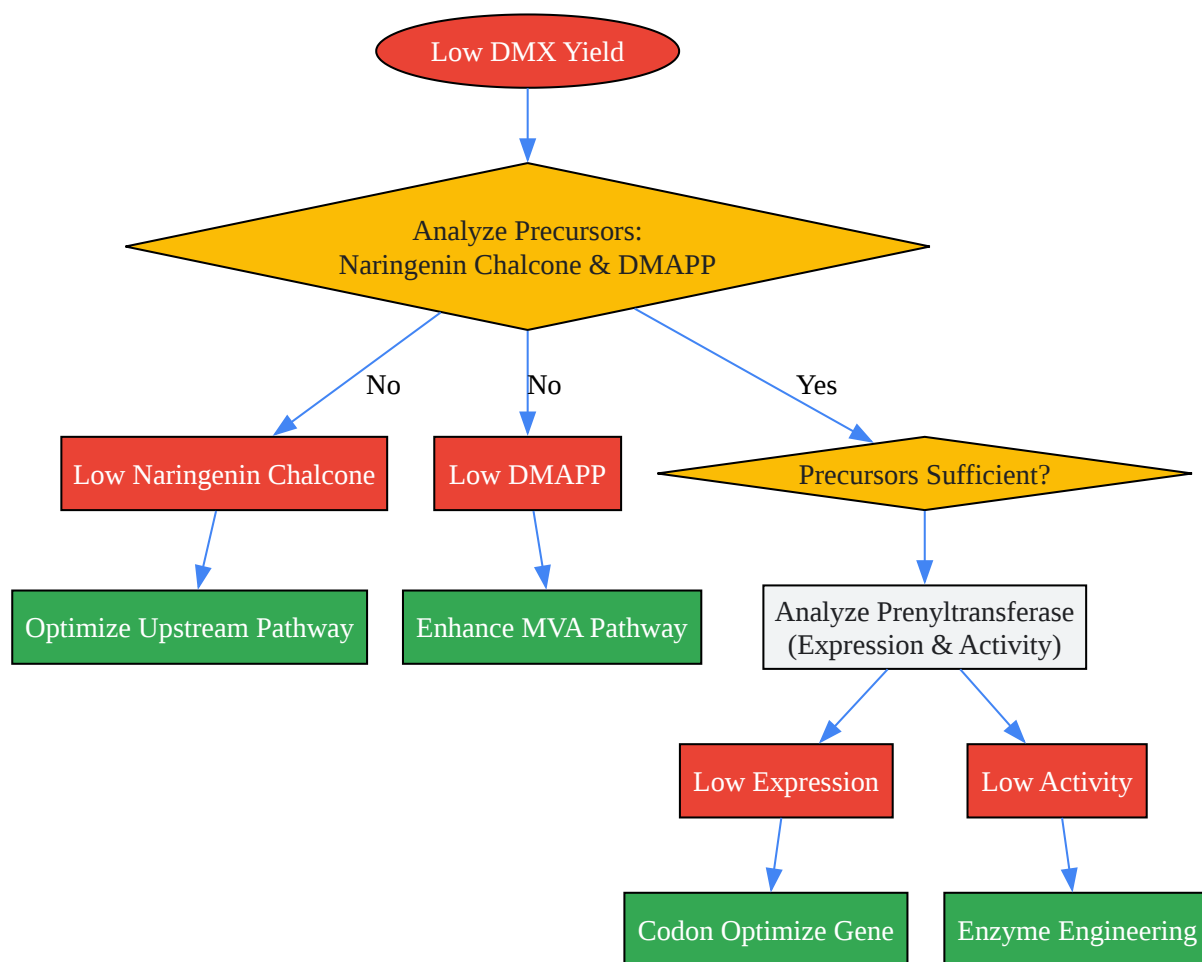 Low DMX Yield
Analyze Precursors:
Naringenin Chalcone & DMAPP
No
No
Yes
Low Naringenin Chalcone
Low DMAPP
Precursors Sufficient?
Optimize Upstream Pathway
Enhance MVA Pathway
Analyze Prenyltransferase
(Expression & Activity)
Low Expression
Low Activity
Codon Optimize Gene
Enzyme Engineering